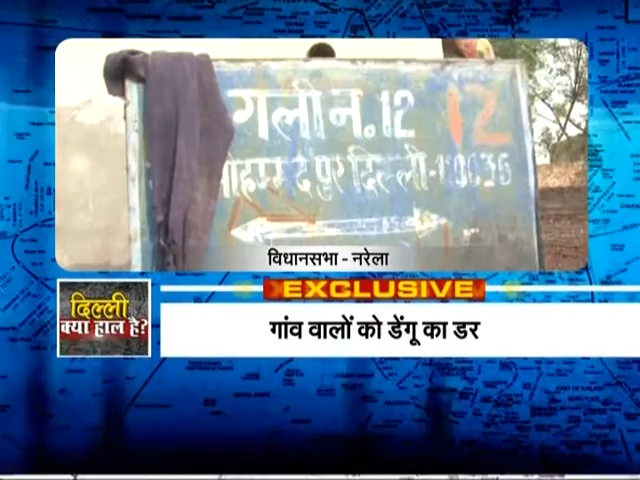 गली न. 12
12
दिल्ली-110036
विधानसभा - नरेला
EXCLUSIVE
दिल्ली
क्या हाल है?
गांव वालों को डेंगू का डर